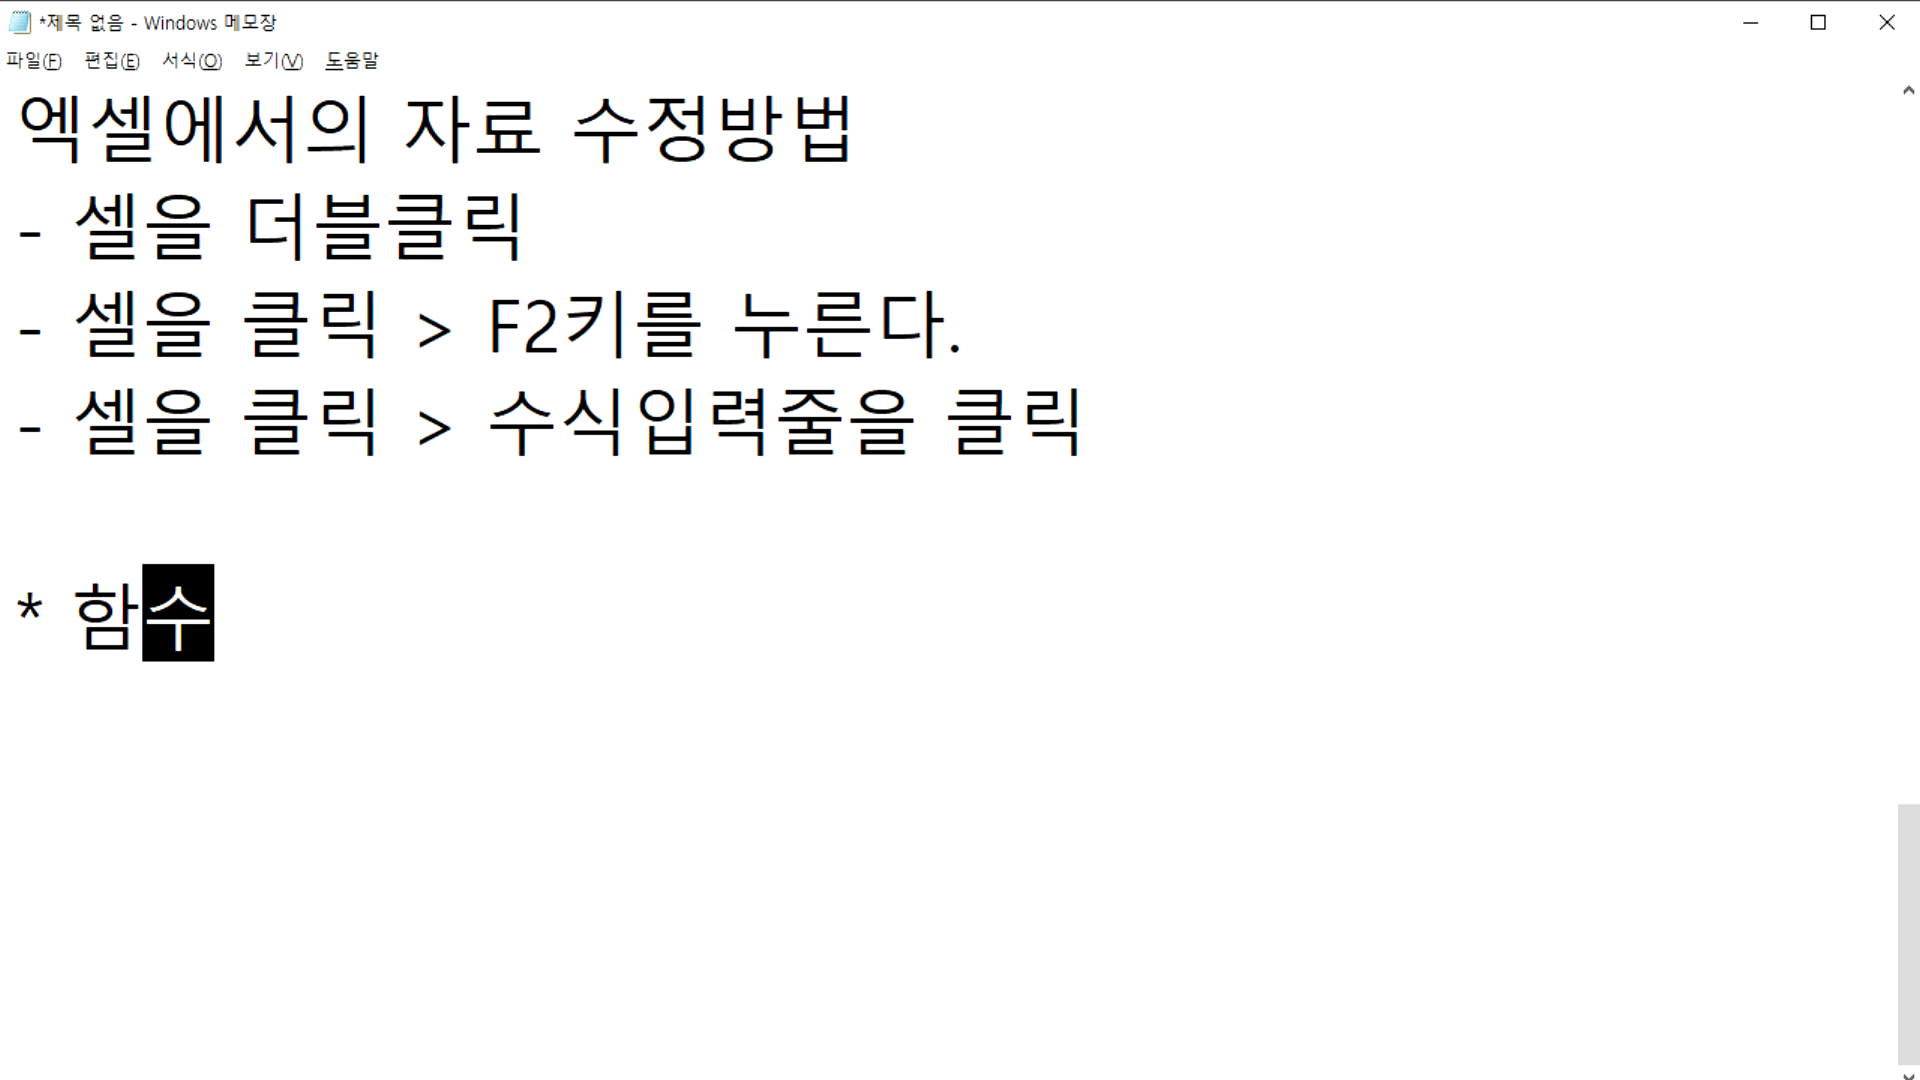 *제목 없음 - Windows 메모장
파일(F) 편집(E) 서식(O) 보기(V) 도움말
엑셀에서의 자료 수정방법
- 셀을 더블클릭
- 셀을 클릭 > F2키를 누른다.
- 셀을 클릭 > 수식입력줄을 클릭
* 함수